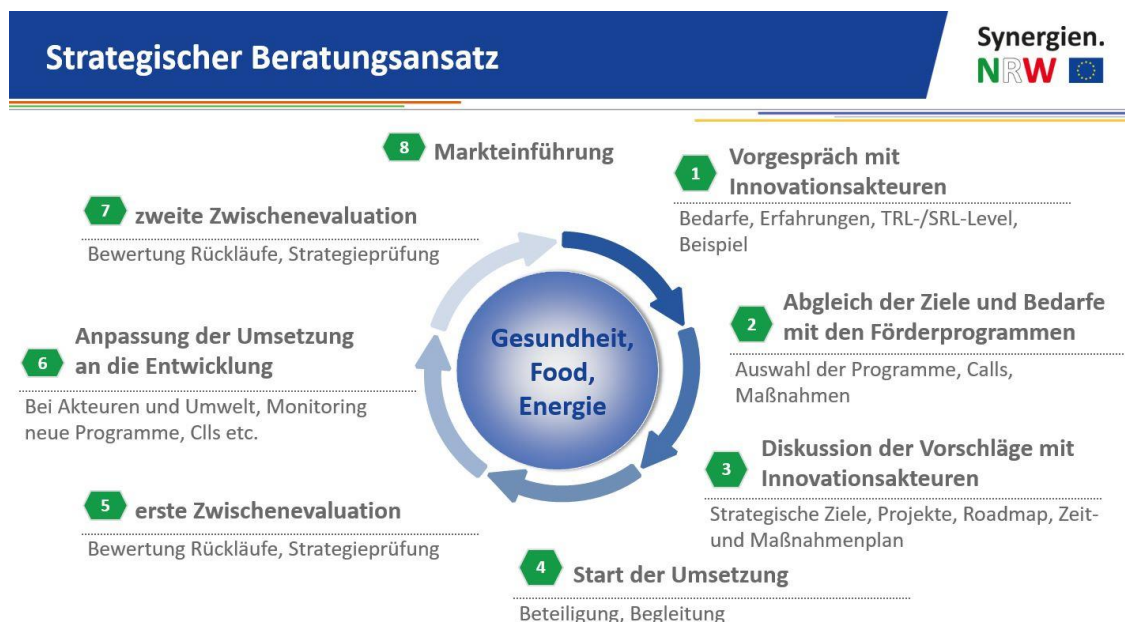 Strategischer Beratungsansatz
Synergien.
NRW
8 Markteinführung
1 Vorgespräch mit
Innovationsakteuren
Bedarfe, Erfahrungen, TRL-/SRL-Level,
Beispiel
2 Abgleich der Ziele und Bedarfe
mit den Förderprogrammen
Auswahl der Programme, Calls,
Maßnahmen
3 Diskussion der Vorschläge mit
Innovationsakteuren
Strategische Ziele, Projekte, Roadmap, Zeit-
und Maßnahmenplan
4 Start der Umsetzung
Beteiligung, Begleitung
5 erste Zwischenevaluation
Bewertung Rückläufe, Strategieprüfung
6 Anpassung der Umsetzung
an die Entwicklung
Bei Akteuren und Umwelt, Monitoring
neue Programme, Clls etc.
7 zweite Zwischenevaluation
Bewertung Rückläufe, Strategieprüfung
Gesundheit,
Food,
Energie